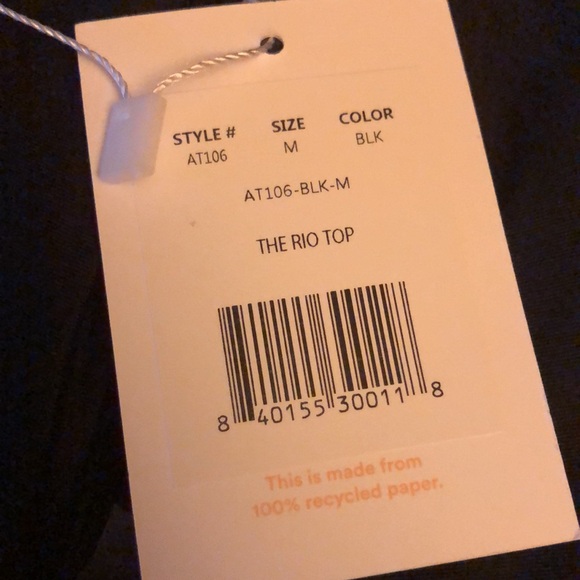 STYLE # SIZE COLOR
AT106 M BLK
AT106-BLK-M
THE RIO TOP
8 40155 30011 8
This is made from
100% recycled paper.